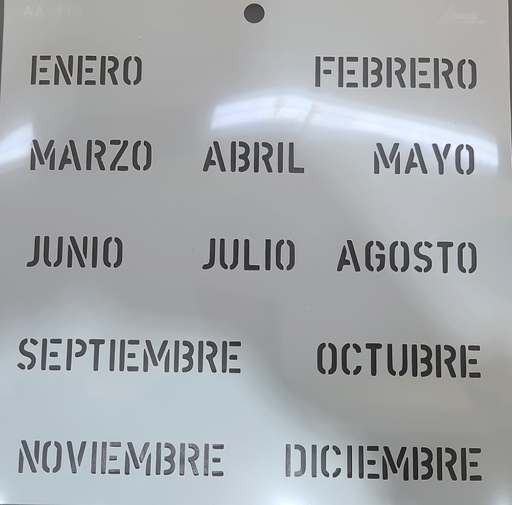 ENERO FEBRERO
MARZO ABRIL MAYO
JUNIO JULIO AGOSTO
SEPTIEMBRE OCTUBRE
NOVIEMBRE DICIEMBRE